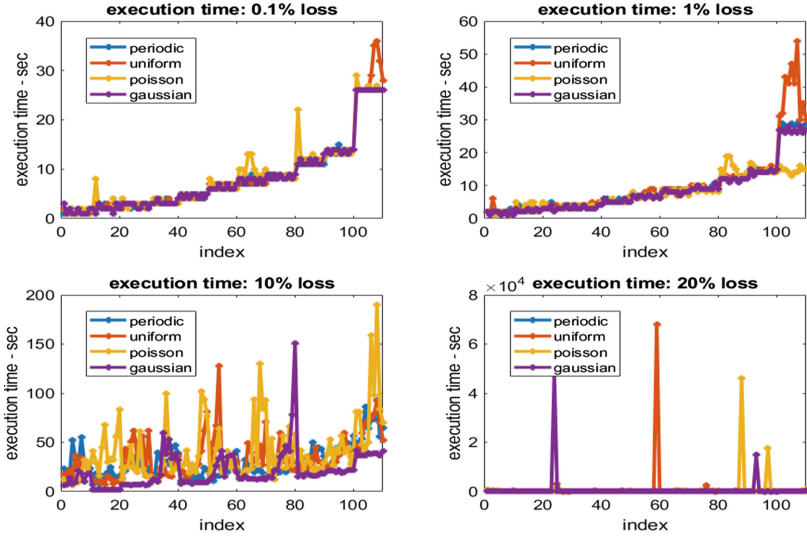 execution time: 0.1% loss
execution time - sec
40
30
20
10
0
periodic
uniform
poisson
gaussian
0 20 40 60 80 100
index
execution time: 1% loss
execution time - sec
60
50
40
30
20
10
0
periodic
uniform
poisson
gaussian
0 20 40 60 80 100
index
execution time: 10% loss
execution time - sec
200
150
100
50
0
periodic
uniform
poisson
gaussian
0 20 40 60 80 100
index
× 10⁴ execution time: 20% loss
execution time - sec
8
6
4
2
0
periodic
uniform
poisson
gaussian
0 20 40 60 80 100
index